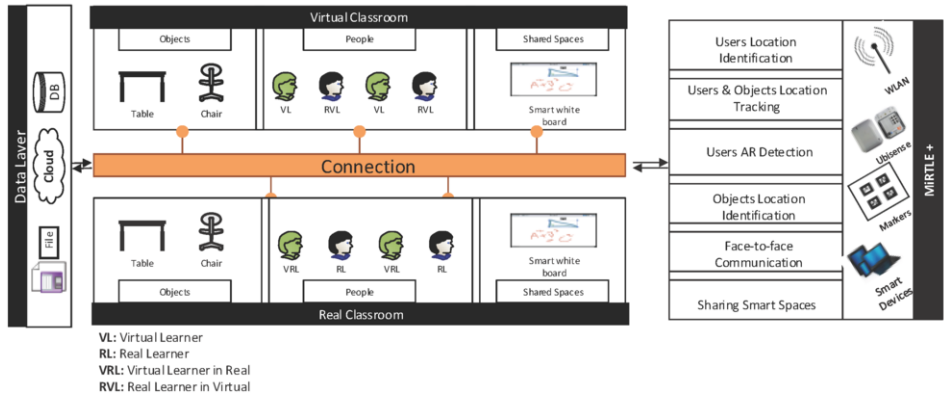 Data Layer
DB
Cloud
File
Virtual Classroom
Objects
People
Shared Spaces
Table
Chair
VL
RVL
VL
RVL
Smart white
board
Connection
Table
Chair
VRL
RL
VRL
RL
Smart white
board
Objects
People
Shared Spaces
Real Classroom
Users Location
Identification
Users & Objects Location
Tracking
Users AR Detection
Objects Location
Identification
Face-to-face
Communication
Sharing Smart Spaces
WLAN
Ubisense
Markers
Smart
Devices
MiRTLE +
VL: Virtual Learner
RL: Real Learner
VRL: Virtual Learner in Real
RVL: Real Learner in Virtual